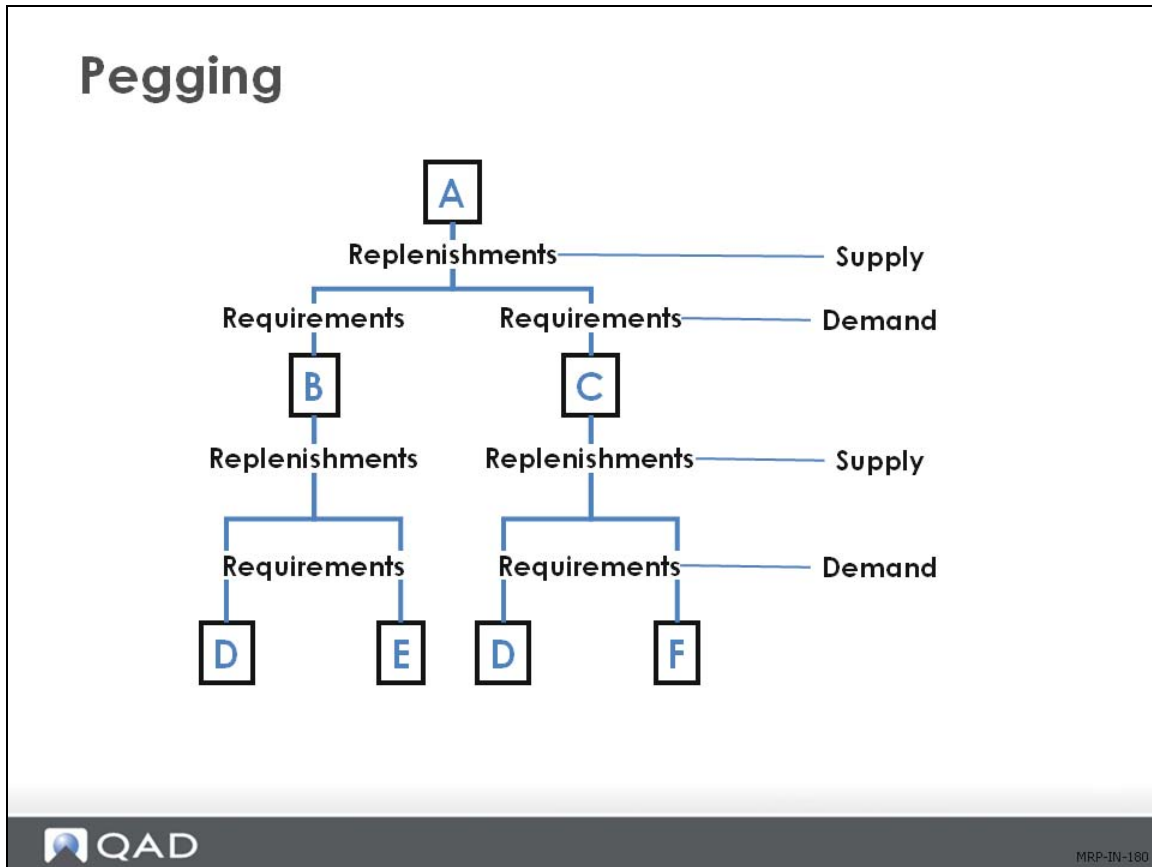 Pegging
A
Replenishments Supply
Requirements Requirements Demand
B C
Replenishments Replenishments Supply
Requirements Requirements Demand
D E D F
QAD
MRP-IN-180